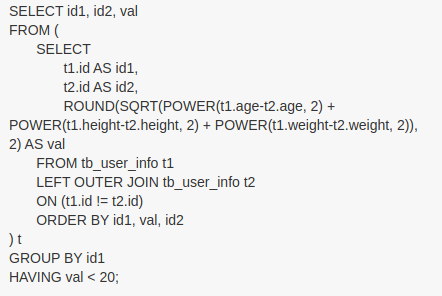 SELECT id1, id2, val
FROM (
SELECT
t1.id AS id1,
t2.id AS id2,
ROUND(SQRT(POWER(t1.age-t2.age, 2) +
POWER(t1.height-t2.height, 2) + POWER(t1.weight-t2.weight, 2)),
2) AS val
FROM tb_user_info t1
LEFT OUTER JOIN tb_user_info t2
ON (t1.id != t2.id)
ORDER BY id1, val, id2
) t
GROUP BY id1
HAVING val < 20;